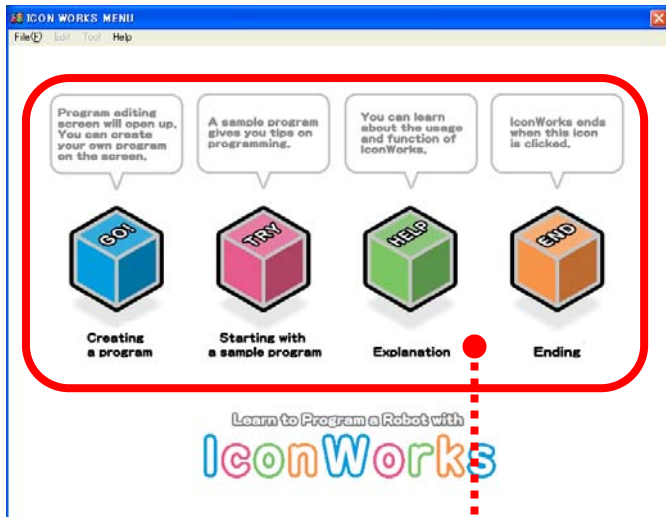 ICON WORKS MENU
File(F) Edit Tool Help
Program editing
screen will open up.
You can create
your own program
on the screen.
A sample program
gives you tips on
programming.
You can learn
about the usage
and function of
IconWorks.
IconWorks ends
when this icon
is clicked.
GO!
TRY
HELP
END
Creating
a program
Starting with
a sample program
Explanation
Ending
Learn to Program a Robot with
IconWorks